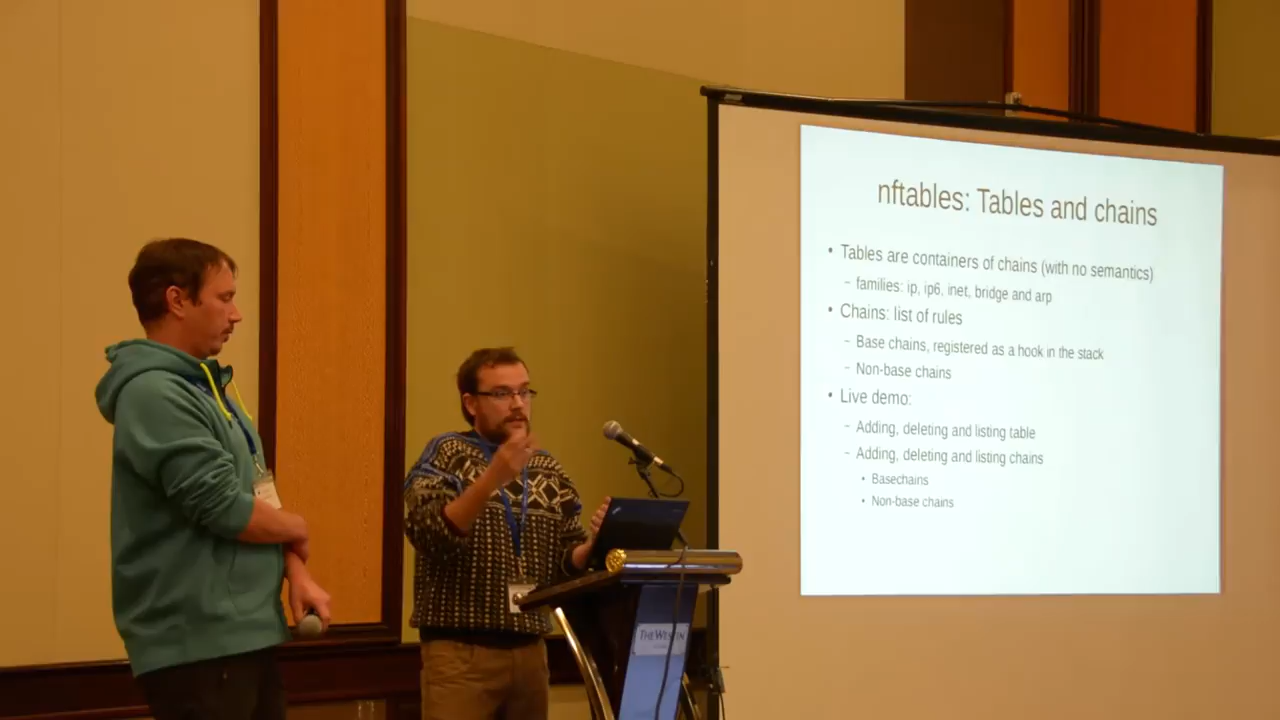 nftables: Tables and chains
• Tables are containers of chains (with no semantics)
– families: ip, ip6, inet, bridge and arp
• Chains: list of rules
– Base chains, registered as a hook in the stack
– Non-base chains
• Live demo:
– Adding, deleting and listing table
– Adding, deleting and listing chains
• Basechains
• Non-base chains
THE WESTIN